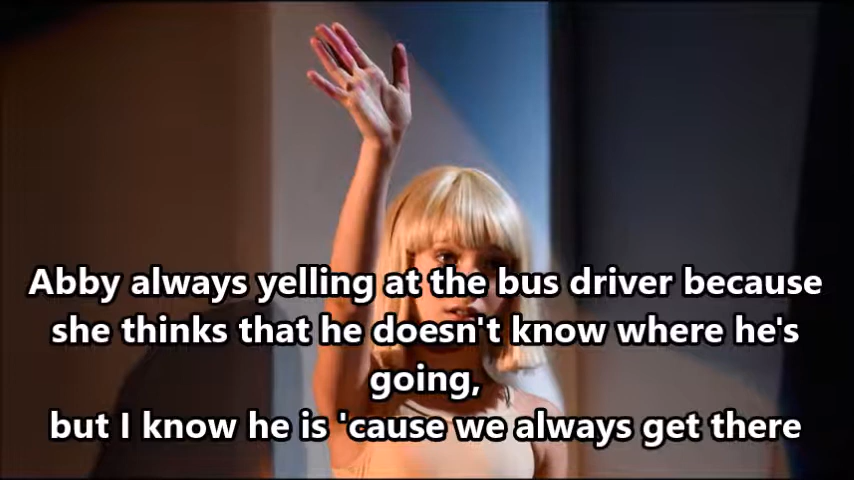 Abby always yelling at the bus driver because
she thinks that he doesn't know where he's
going,
but I know he is 'cause we always get there